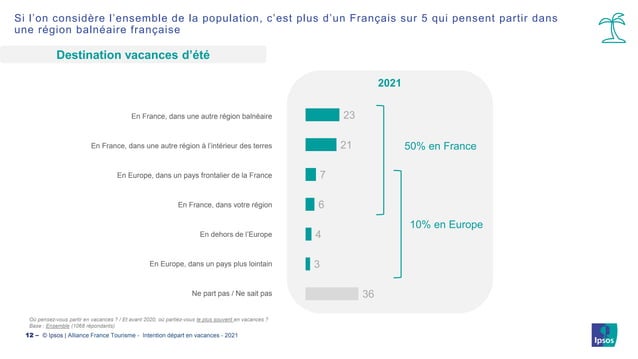 Si l’on considère l’ensemble de la population, c’est plus d’un Français sur 5 qui pensent partir dans
une région balnéaire française
Destination vacances d’été
2021
En France, dans une autre région balnéaire 23
En France, dans une autre région à l’intérieur des terres 21
50% en France
En Europe, dans un pays frontalier de la France 7
En France, dans votre région 6
10% en Europe
En dehors de l’Europe 4
En Europe, dans un pays plus lointain 3
Ne part pas / Ne sait pas 36
Où pensez-vous partir en vacances ? / Et avant 2020, où partiez-vous le plus souvent en vacances ?
Base : Ensemble (1068 répondants)
12 – © Ipsos | Alliance France Tourisme - Intention départ en vacances - 2021
Ipsos